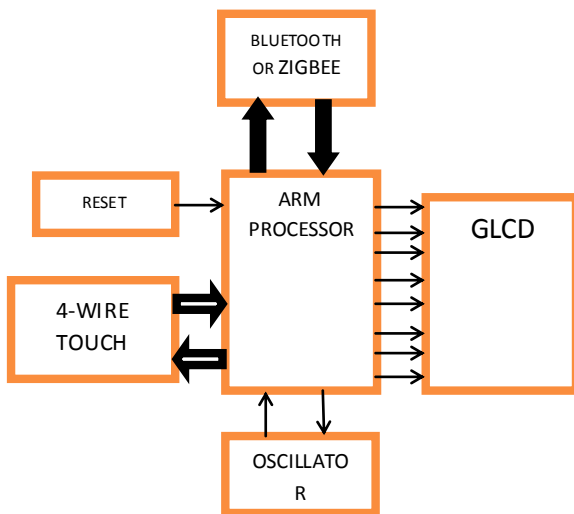 BLUETOOTH
OR ZIGBEE
RESET
ARM
PROCESSOR
GLCD
4-WIRE
TOUCH
OSCILLATO
R